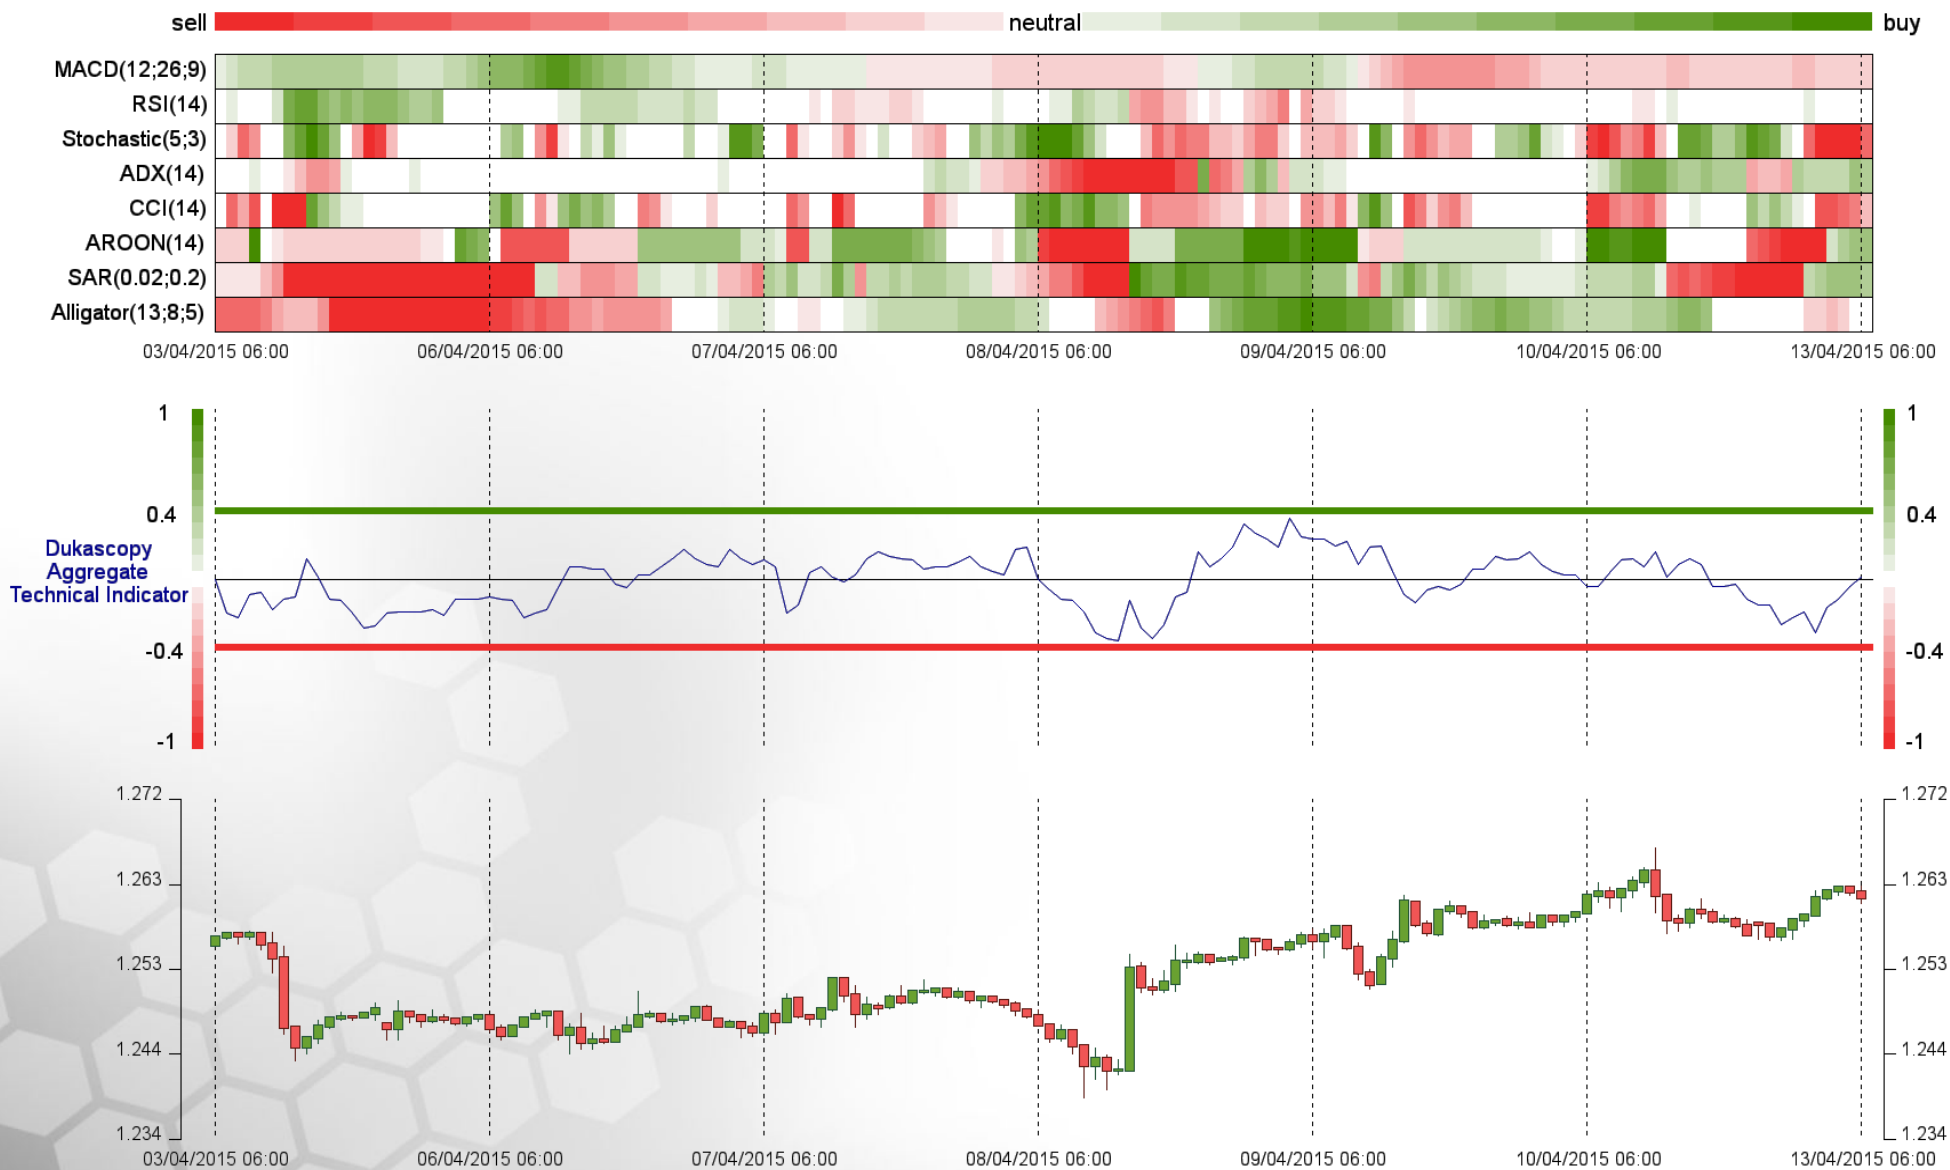 sell neutral buy
MACD(12;26;9)
RSI(14)
Stochastic(5;3)
ADX(14)
CCI(14)
AROON(14)
SAR(0.02;0.2)
Alligator(13;8;5)
03/04/2015 06:00 06/04/2015 06:00 07/04/2015 06:00 08/04/2015 06:00 09/04/2015 06:00 10/04/2015 06:00 13/04/2015 06:00
1 1
0.4 0.4
Dukascopy
Aggregate
Technical Indicator
-0.4 -0.4
-1 -1
1.272 1.272
1.263 1.263
1.253 1.253
1.244 1.244
1.234 1.234
03/04/2015 06:00 06/04/2015 06:00 07/04/2015 06:00 08/04/2015 06:00 09/04/2015 06:00 10/04/2015 06:00 13/04/2015 06:00